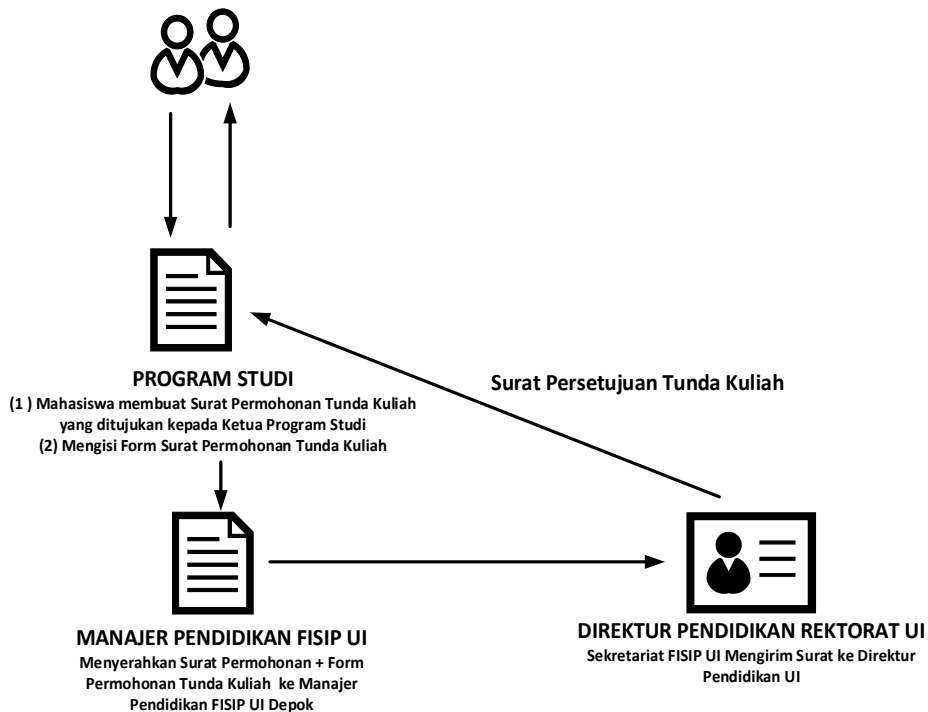 PROGRAM STUDI
(1 ) Mahasiswa membuat Surat Permohonan Tunda Kuliah
yang ditujukan kepada Ketua Program Studi
(2) Mengisi Form Surat Permohonan Tunda Kuliah
Surat Persetujuan Tunda Kuliah
MANAJER PENDIDIKAN FISIP UI
Menyerahkan Surat Permohonan + Form
Permohonan Tunda Kuliah ke Manajer
Pendidikan FISIP UI Depok
DIREKTUR PENDIDIKAN REKTORAT UI
Sekretariat FISIP UI Mengirim Surat ke Direktur
Pendidikan UI